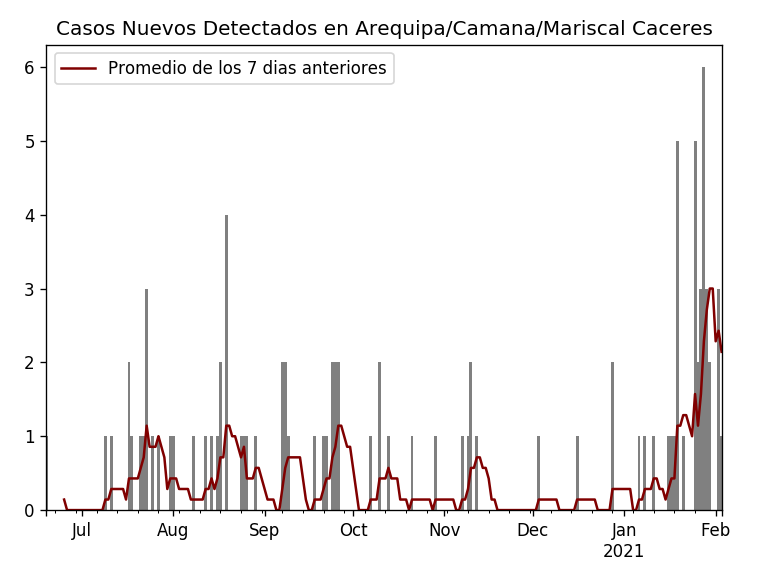 Casos Nuevos Detectados en Arequipa/Camana/Mariscal Caceres
Promedio de los 7 dias anteriores
6
5
4
3
2
1
0
Jul Aug Sep Oct Nov Dec Jan Feb
2021